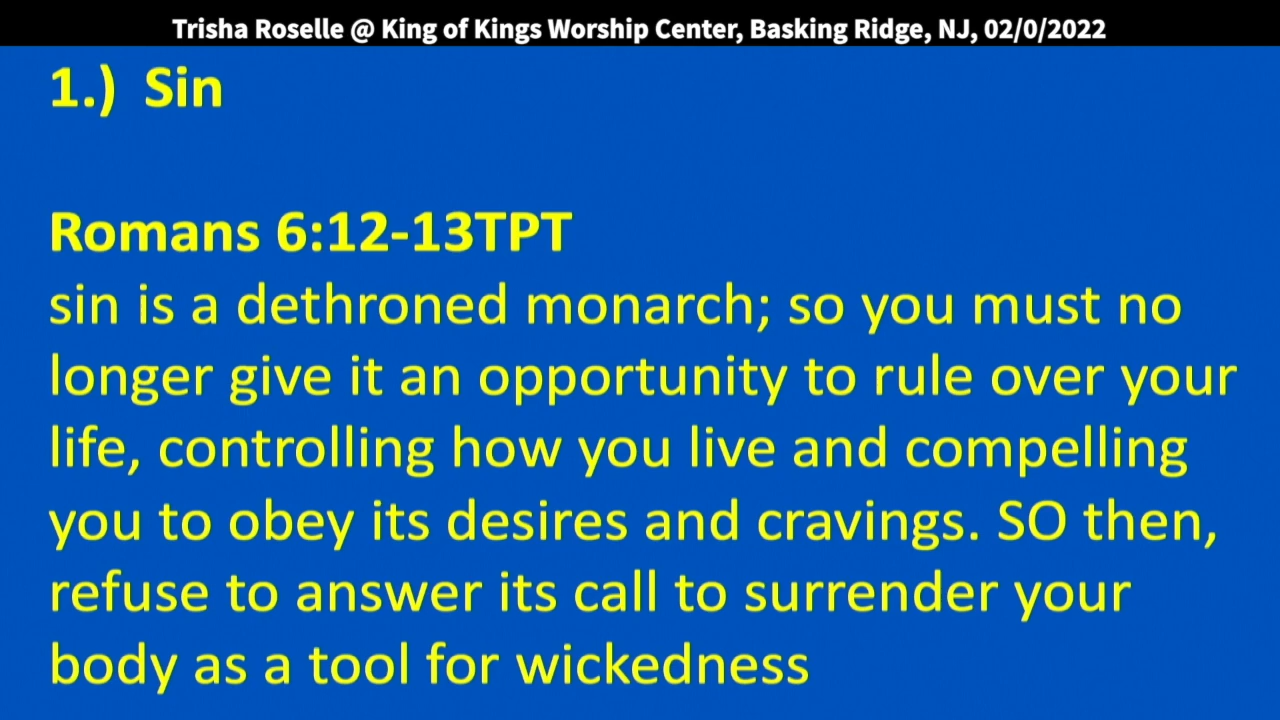 Trisha Roselle @ King of Kings Worship Center, Basking Ridge, NJ, 02/0/2022
1.) Sin
Romans 6:12-13TPT
sin is a dethroned monarch; so you must no
longer give it an opportunity to rule over your
life, controlling how you live and compelling
you to obey its desires and cravings. SO then,
refuse to answer its call to surrender your
body as a tool for wickedness